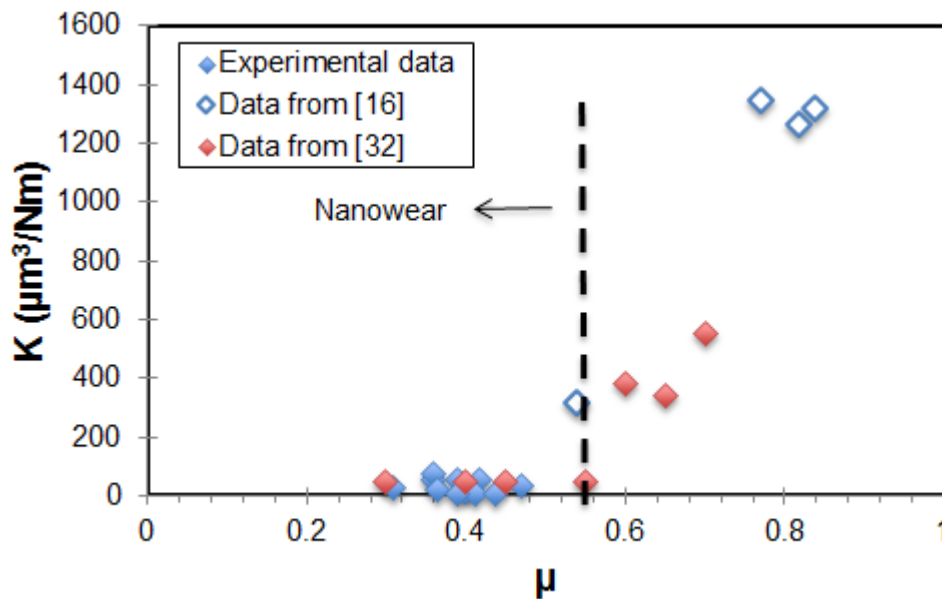 1600
1400
1200
1000
800
600
400
200
0
K (µm³/Nm)
Experimental data
Data from [16]
Data from [32]
Nanowear
0 0.2 0.4 0.6 0.8 1
µ